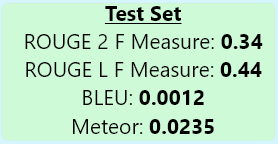 Test Set
ROUGE 2 F Measure: 0.34
ROUGE L F Measure: 0.44
BLEU: 0.0012
Meteor: 0.0235